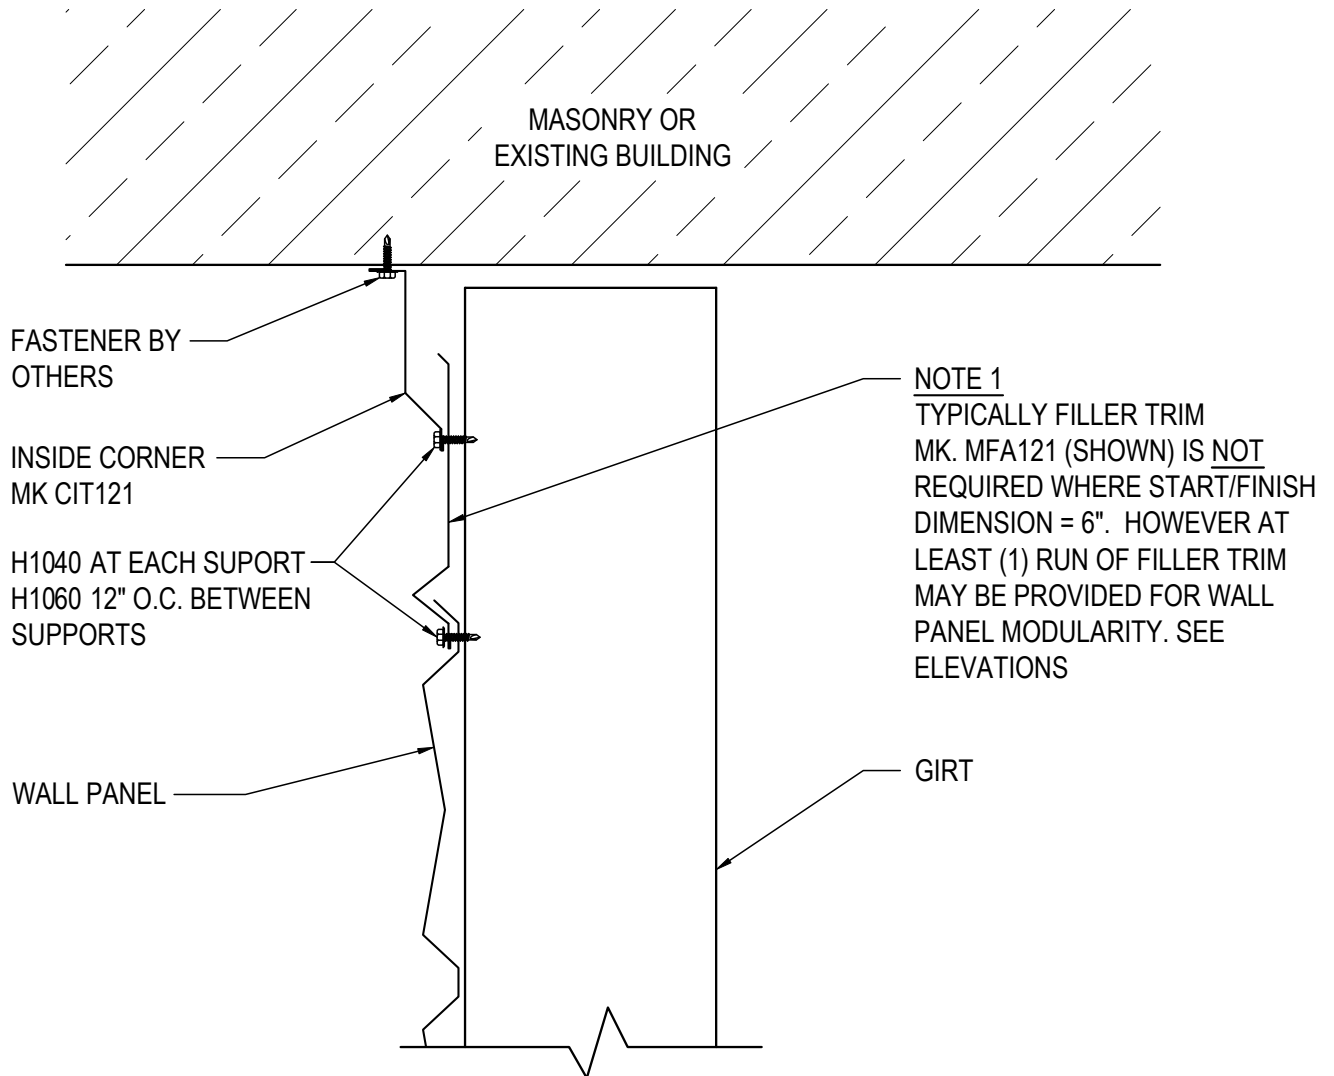 MASONRY OR
EXISTING BUILDING
FASTENER BY
OTHERS
INSIDE CORNER
MK CIT121
H1040 AT EACH SUPORT
H1060 12" O.C. BETWEEN
SUPPORTS
WALL PANEL
NOTE 1
TYPICALLY FILLER TRIM
MK. MFA121 (SHOWN) IS NOT
REQUIRED WHERE START/FINISH
DIMENSION = 6". HOWEVER AT
LEAST (1) RUN OF FILLER TRIM
MAY BE PROVIDED FOR WALL
PANEL MODULARITY. SEE
ELEVATIONS
GIRT